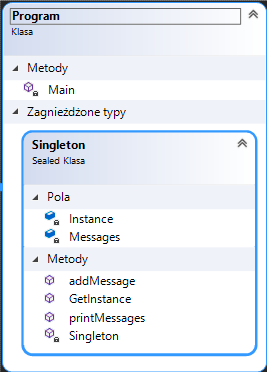 Program
Klasa
Metody
Main
Zagnieżdżone typy
Singleton
Sealed Klasa
Pola
Instance
Messages
Metody
addMessage
GetInstance
printMessages
Singleton